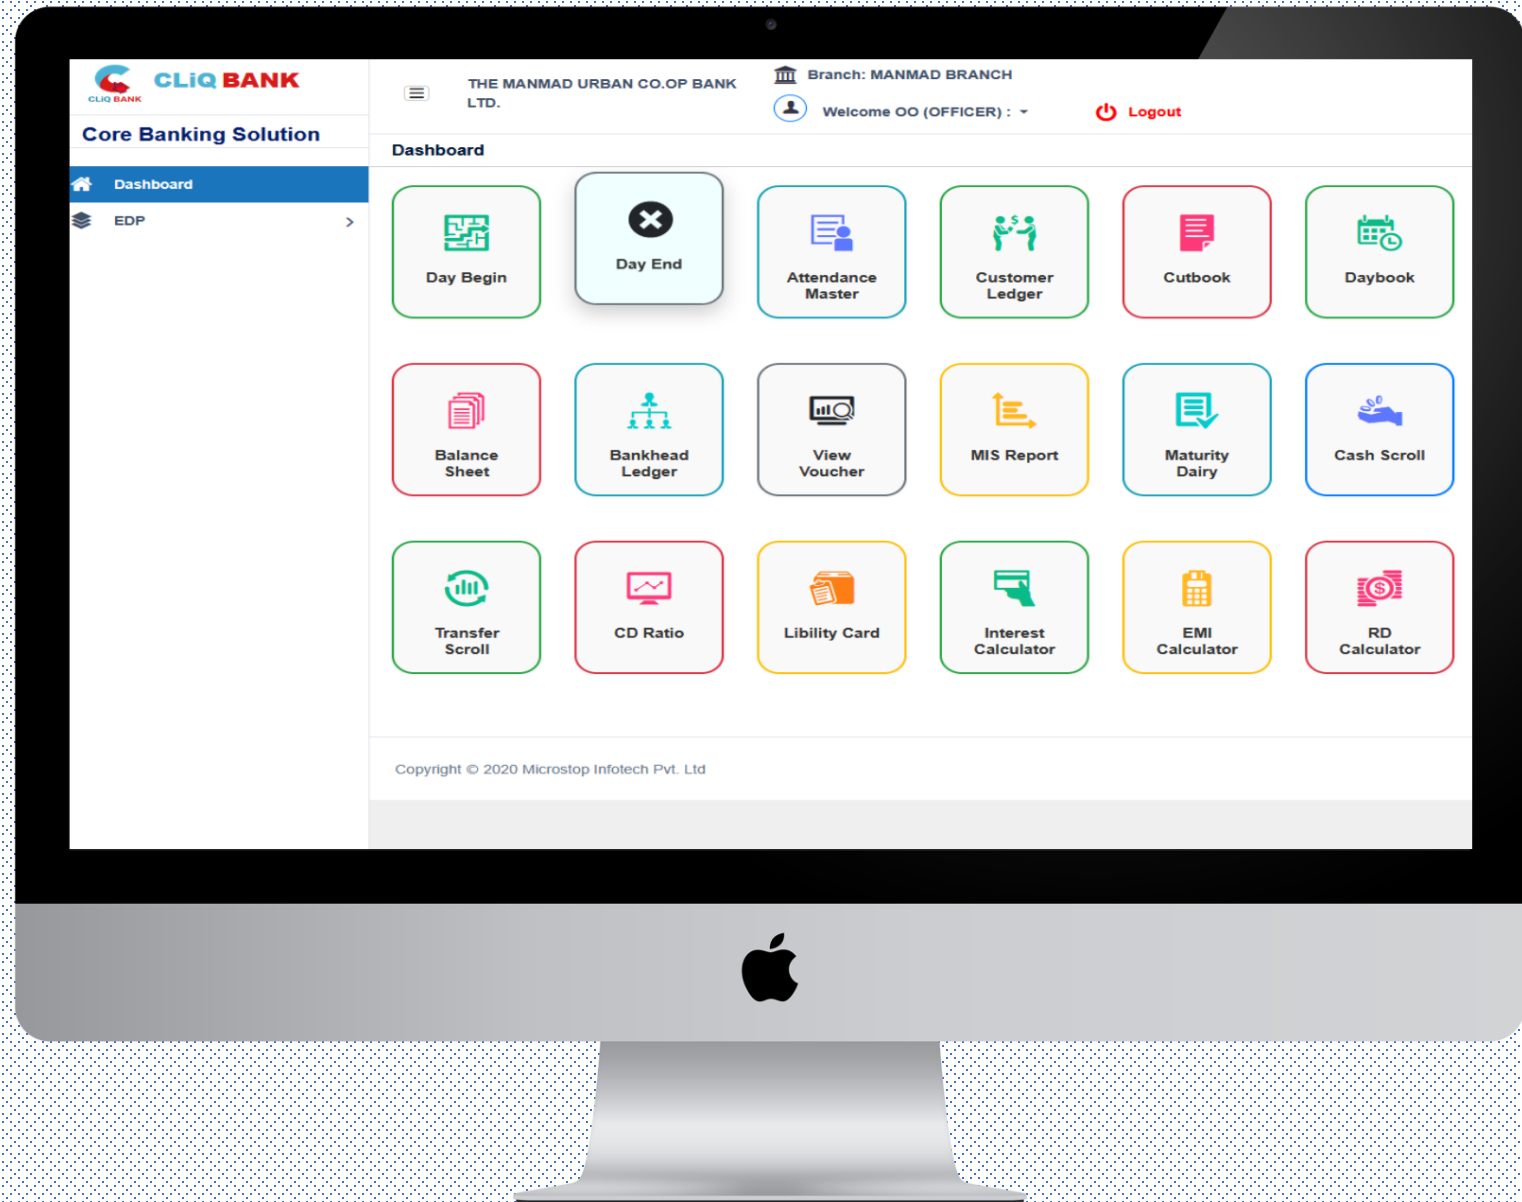 CLiQ BANK
CLIQ BANK
Core Banking Solution
Dashboard
EDP
THE MANMAD URBAN CO.OP BANK
LTD.
Branch: MANMAD BRANCH
Welcome OO (OFFICER) :
Logout
Dashboard
Day Begin
Day End
Attendance
Master
Customer
Ledger
Cutbook
Daybook
Balance
Sheet
Bankhead
Ledger
View
Voucher
MIS Report
Maturity
Dairy
Cash Scroll
Transfer
Scroll
CD Ratio
Libility Card
Interest
Calculator
EMI
Calculator
RD
Calculator
Copyright © 2020 Microstop Infotech Pvt. Ltd